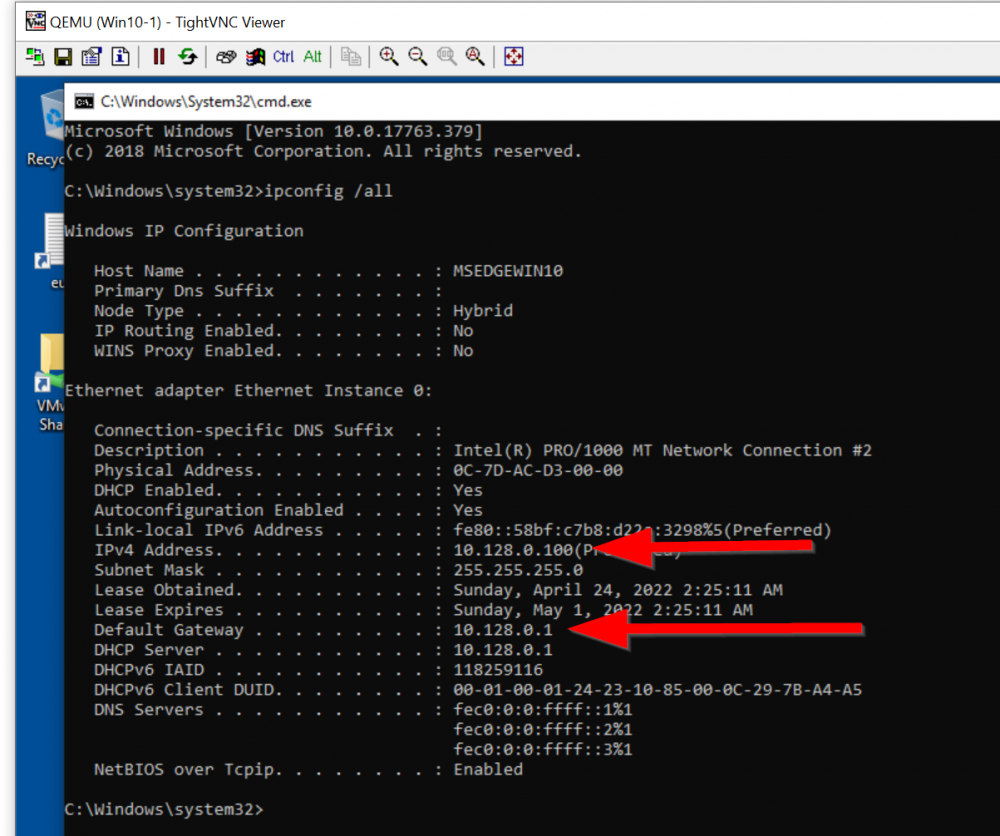 QEMU (Win10-1) - TightVNC Viewer
Ctrl Alt
C:\Windows\System32\cmd.exe
Microsoft Windows [Version 10.0.17763.379]
(c) 2018 Microsoft Corporation. All rights reserved.
C:\Windows\system32>ipconfig /all
Windows IP Configuration
Host Name . . . . . . . . . . . . : MSEDGEWIN10
Primary Dns Suffix  . . . . . . . :
Node Type . . . . . . . . . . . . : Hybrid
IP Routing Enabled. . . . . . . . : No
WINS Proxy Enabled. . . . . . . . : No
Ethernet adapter Ethernet Instance 0:
Connection-specific DNS Suffix  . :
Description . . . . . . . . . . . : Intel(R) PRO/1000 MT Network Connection #2
Physical Address. . . . . . . . . : 0C-7D-AC-D3-00-00
DHCP Enabled. . . . . . . . . . . : Yes
Autoconfiguration Enabled . . . . : Yes
Link-local IPv6 Address . . . . . : fe80::58bf:c7b8:d22a:3298%5(Preferred)
IPv4 Address. . . . . . . . . . . : 10.128.0.100
Subnet Mask . . . . . . . . . . . : 255.255.255.0
Lease Obtained. . . . . . . . . . : Sunday, April 24, 2022 2:25:11 AM
Lease Expires . . . . . . . . . . : Sunday, May 1, 2022 2:25:11 AM
Default Gateway . . . . . . . . . : 10.128.0.1
DHCP Server . . . . . . . . . . . : 10.128.0.1
DHCPv6 IAID . . . . . . . . . . . : 118259116
DHCPv6 Client DUID. . . . . . . . : 00-01-00-01-24-23-10-85-00-0C-29-7B-A4-A5
DNS Servers . . . . . . . . . . . : fec0:0:0:ffff::1%1
fec0:0:0:ffff::2%1
fec0:0:0:ffff::3%1
NetBIOS over Tcpip. . . . . . . . : Enabled
C:\Windows\system32>
Recyc
eu
VMw
Sha